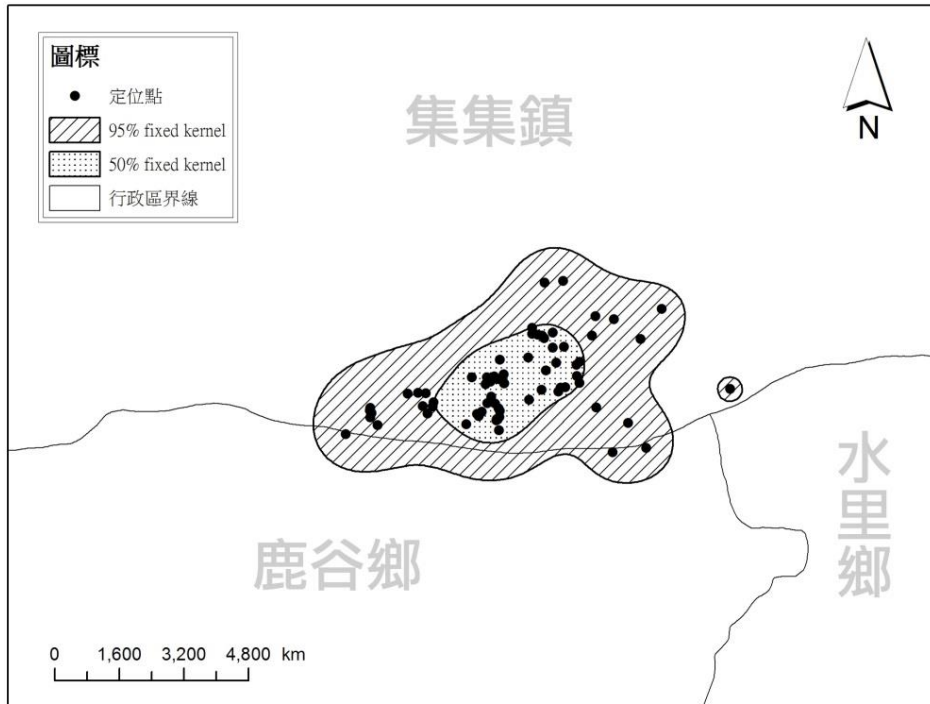 圖標
定位點
95% fixed kernel
50% fixed kernel
行政區界線
集集鎮
N
水里鄉
鹿谷鄉
0 1,600 3,200 4,800 km